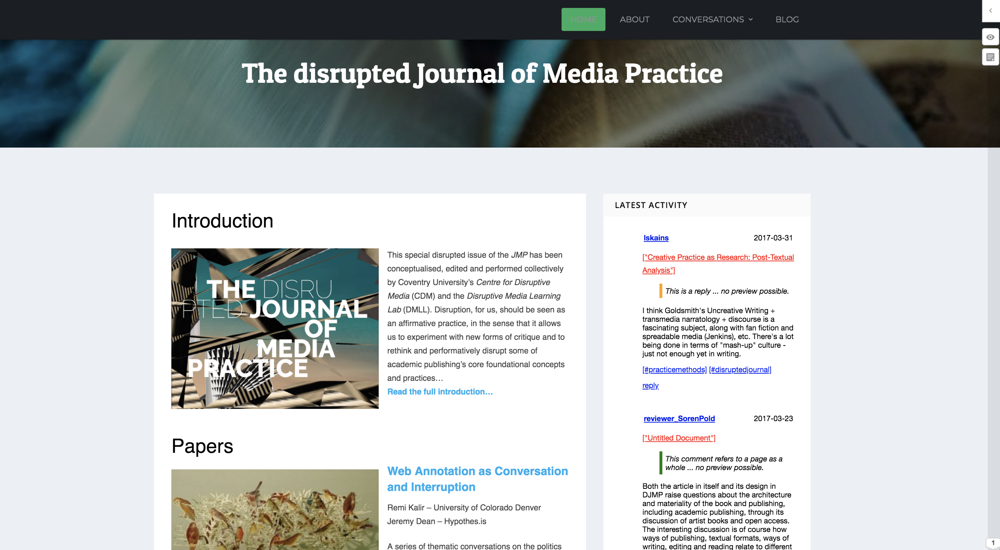 HOME ABOUT CONVERSATIONS BLOG
The disrupted Journal of Media Practice
Introduction
THE DISRU
PTED JOURNAL
OF
MEDIA
PRACTICE
This special disrupted issue of the JMP has been
conceptualised, edited and performed collectively
by Coventry University’s Centre for Disruptive
Media (CDM) and the Disruptive Media Learning
Lab (DMLL). Disruption, for us, should be seen as
an affirmative practice, in the sense that it allows
us to experiment with new forms of critique and to
rethink and performatively disrupt some of
academic publishing’s core foundational concepts
and practices…
Read the full introduction…
Papers
Web Annotation as Conversation
and Interruption
Remi Kalir – University of Colorado Denver
Jeremy Dean – Hypothes.is
A series of thematic conversations on the politics
LATEST ACTIVITY
lskains 2017-03-31
["Creative Practice as Research: Post-Textual
Analysis"]
This is a reply ... no preview possible.
I think Goldsmith's Uncreative Writing +
transmedia narratology + discourse is a
fascinating subject, along with fan fiction and
spreadable media (Jenkins), etc. There's a lot
being done in terms of "mash-up" culture -
just not enough yet in writing.
[#practicemethods] [#disruptedjournal]
reply
reviewer_SorenPold 2017-03-23
["Untitled Document"]
This comment refers to a page as a
whole ... no preview possible.
Both the article in itself and its design in
DJMP raise questions about the architecture
and materiality of the book and publishing,
including academic publishing, through its
discussion of artist books and open access.
The interesting discussion is of course how
ways of publishing, textual formats, ways of
writing, editing and reading relate to different
1